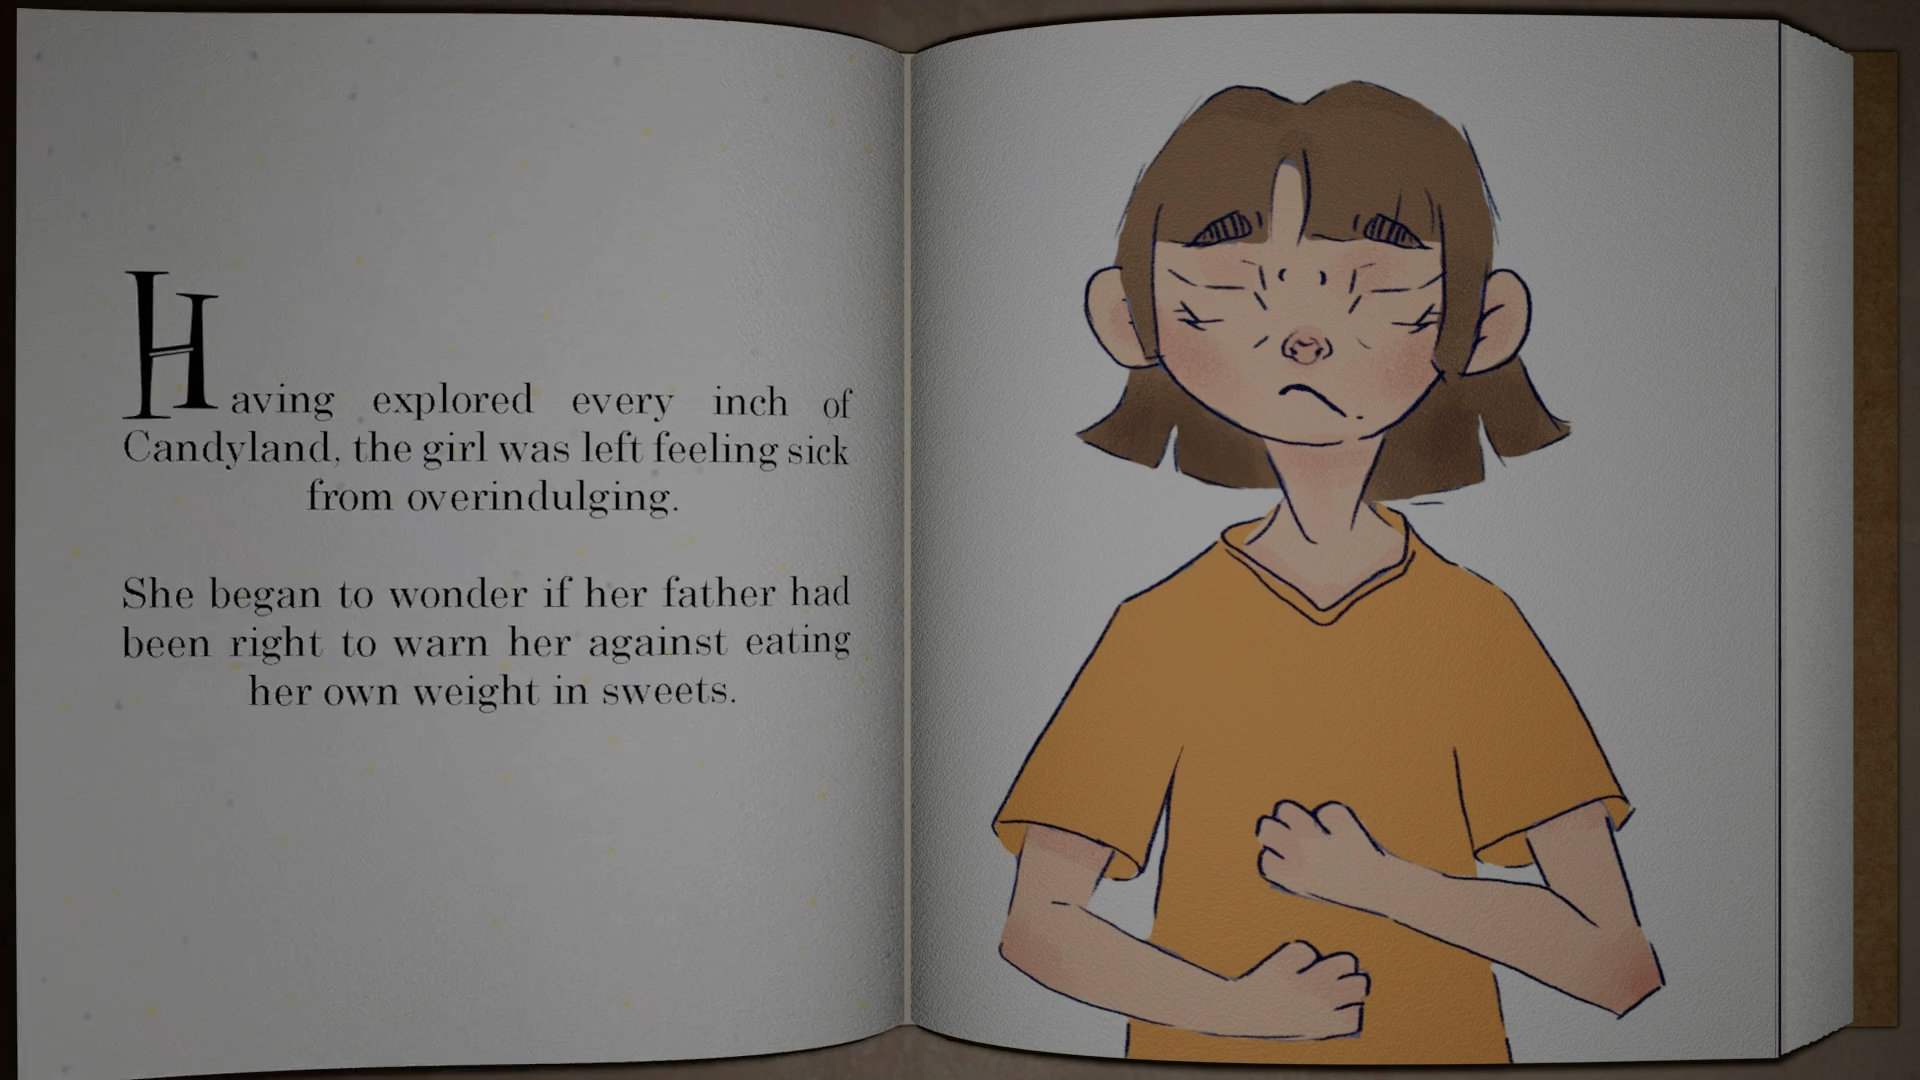 Having explored every inch of
Candyland, the girl was left feeling sick
from overindulging.
She began to wonder if her father had
been right to warn her against eating
her own weight in sweets.